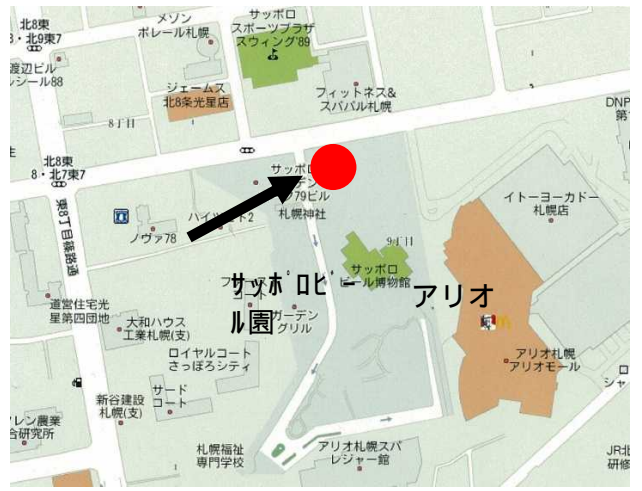 北8東
3・北9東7
メゾン
ボレール札幌
サッポロ
スポーツプラザ
スウィング'89
渡辺ビル
シール88
ジェームス
北8条光星店
フィットネス&
スパパル札幌
DNP
第
8丁目
北8東
8・北7東7
サッポロ
79ビル
札幌神社
イトーヨーカドー
札幌店
東8丁目篠路通
ノヴァ78
9丁目
サッポロ
ビール博物館
サッポロビール園
アリオ
コート
ガーデン
グリル
道営住宅光
星第四団地
大和ハウス
工業札幌(支)
ロイヤルコート
さっぽろシティ
アリオ札幌
アリオモール
新谷建設
札幌(支)
サード
コート
レン農業
合研究所
札幌福祉
専門学校
アリオ札幌スパ
レジャー館
JR北
研修